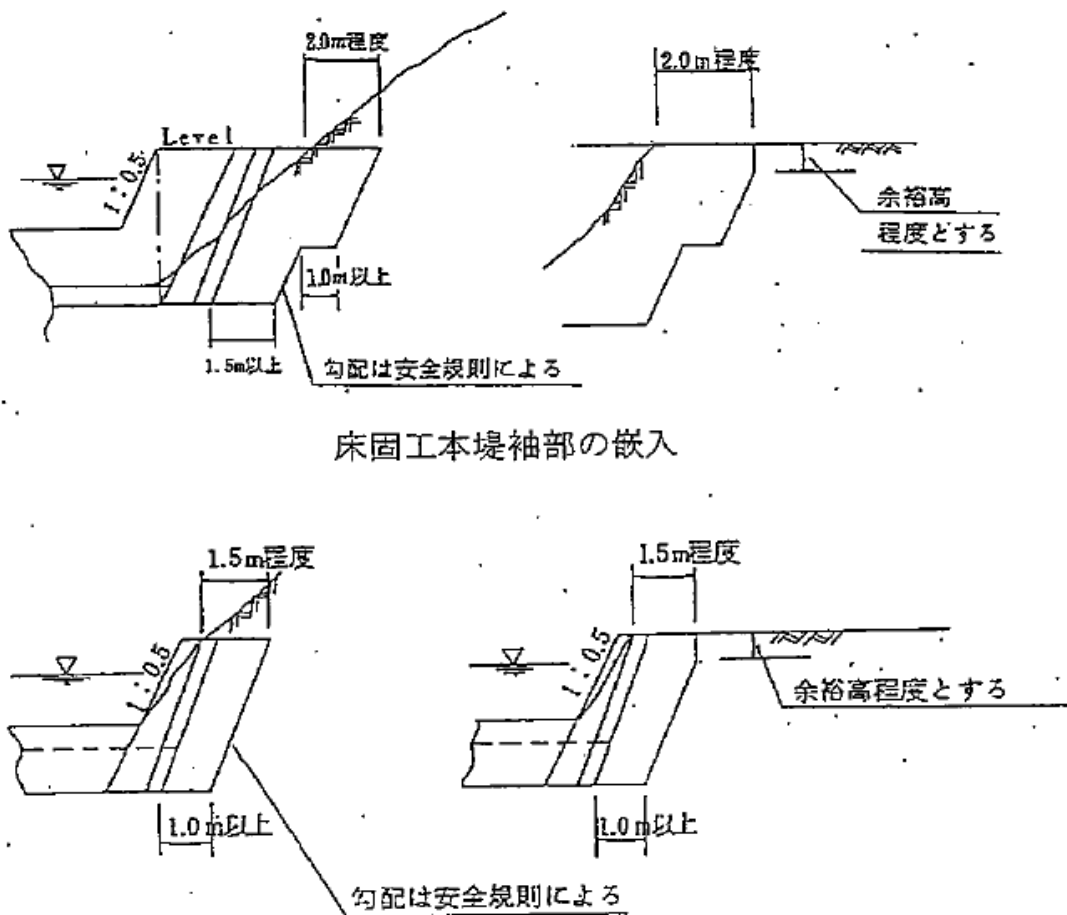 2.0m程度
2.0m程度
Level
1:0.5
余裕高
程度とする
1.0m以上
1.5m以上
勾配は安全規則による
床固工本堤袖部の嵌入
1.5m程度
1.5m程度
1:0.5
1:0.5
余裕高程度とする
1.0m以上
1.0m以上
勾配は安全規則による